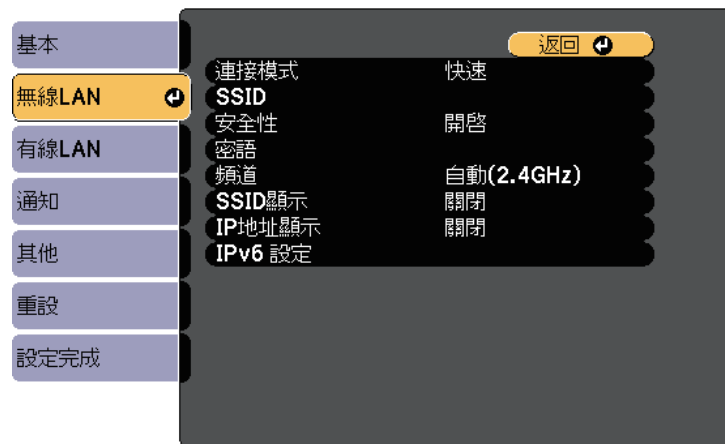 基本
無線LAN
有線LAN
通知
其他
重設
設定完成
返回
連接模式 快速
SSID
安全性 開啓
密語
頻道 自動(2.4GHz)
SSID顯示 關閉
IP地址顯示 關閉
IPv6 設定